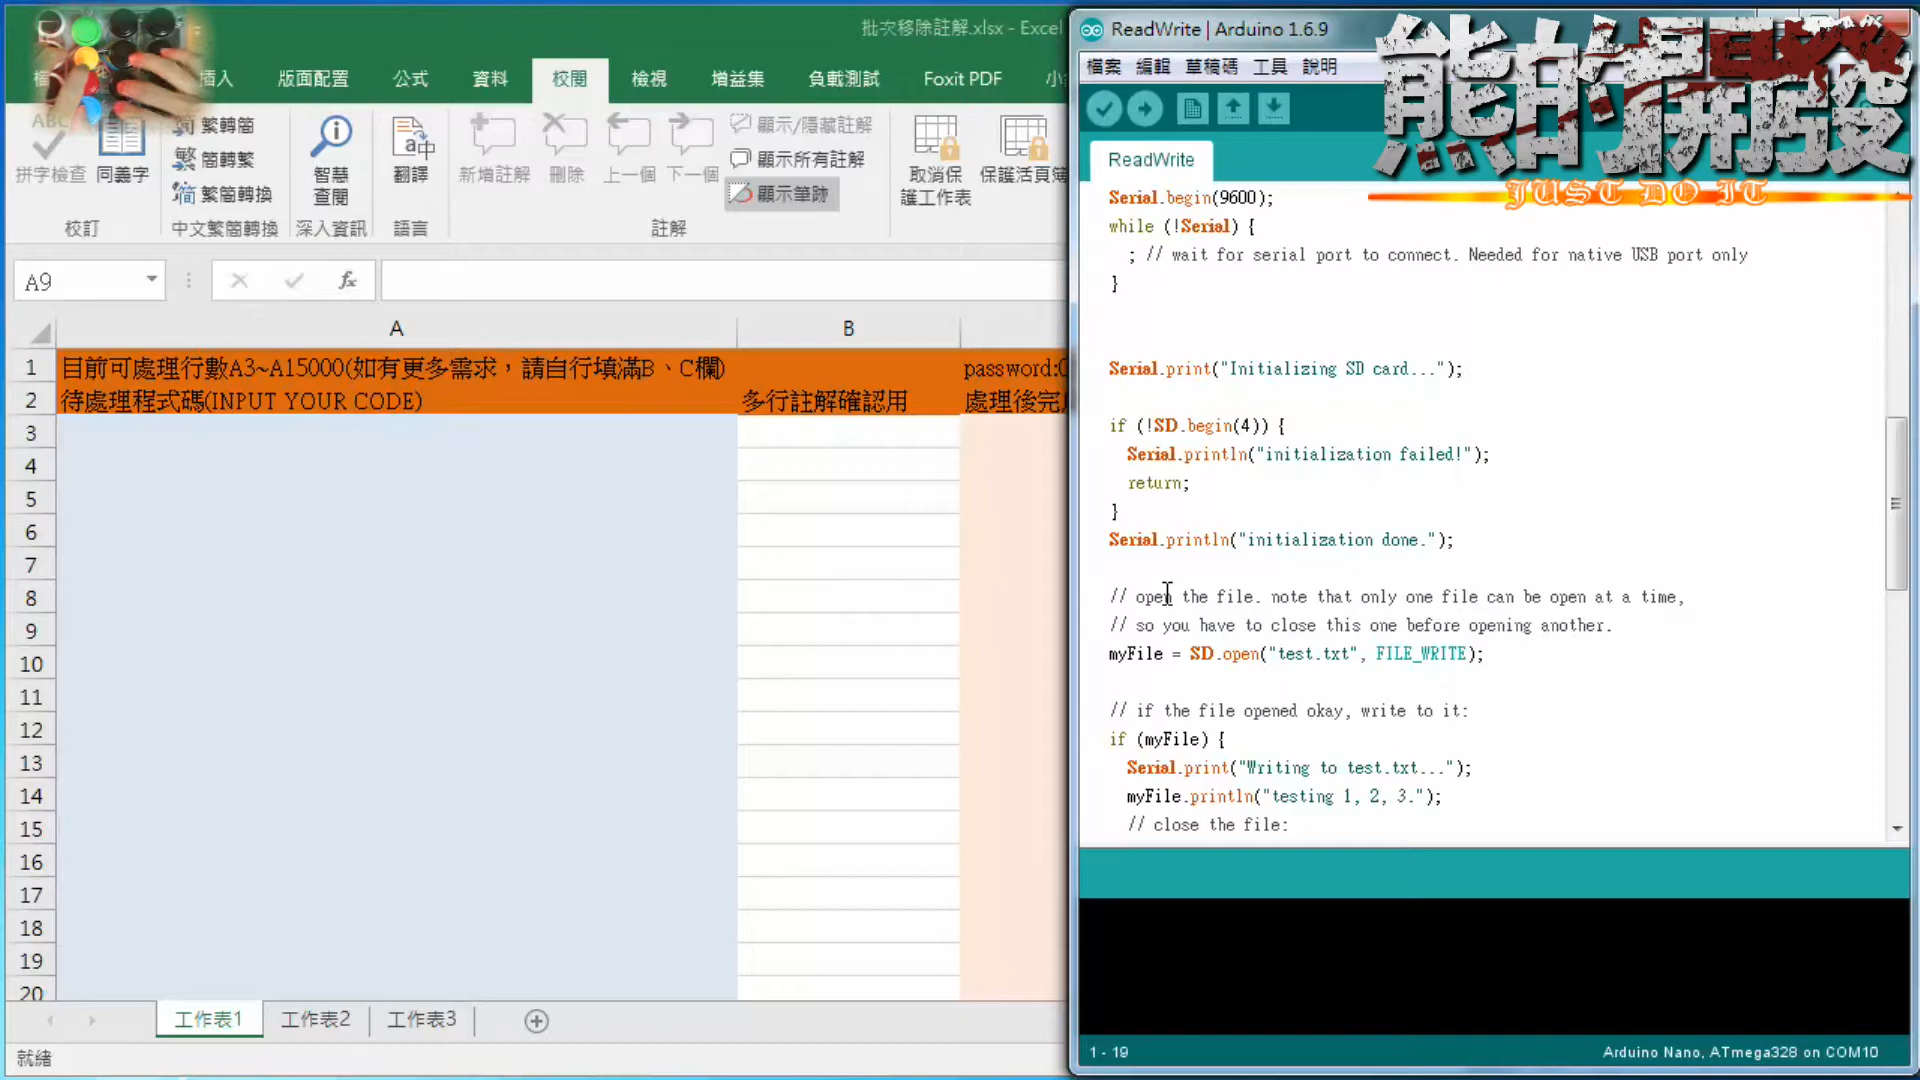 批次移除註解.xlsx - Excel
插入 版面配置 公式 資料 校閱 檢視 增益集 負載測試 Foxit PDF
ABC
拼字檢查 同義字
繁轉簡
簡轉繁
繁簡轉換
校訂 中文繁簡轉換
智慧
查閱
深入資訊
翻譯
語言
新增註解 刪除 上一個 下一個
顯示/隱藏註解
顯示所有註解
顯示筆跡
註解
取消保
護工作表
保護活頁簿
A9
fx
A B
1 目前可處理行數A3~A15000(如有更多需求，請自行填滿B、C欄) password:
2 待處理程式碼(INPUT YOUR CODE) 多行註解確認用 處理後完
3
4
5
6
7
8
9
10
11
12
13
14
15
16
17
18
19
20
工作表1 工作表2 工作表3
就緒
ReadWrite | Arduino 1.6.9
檔案 編輯 草稿碼 工具 說明
熊的開發
JUST DO IT
ReadWrite
Serial.begin(9600);
while (!Serial) {
; // wait for serial port to connect. Needed for native USB port only
}
Serial.print("Initializing SD card...");
if (!SD.begin(4)) {
Serial.println("initialization failed!");
return;
}
Serial.println("initialization done.");
// open the file. note that only one file can be open at a time,
// so you have to close this one before opening another.
myFile = SD.open("test.txt", FILE_WRITE);
// if the file opened okay, write to it:
if (myFile) {
Serial.print("Writing to test.txt...");
myFile.println("testing 1, 2, 3.");
// close the file:
1 - 19
Arduino Nano, ATmega328 on COM10